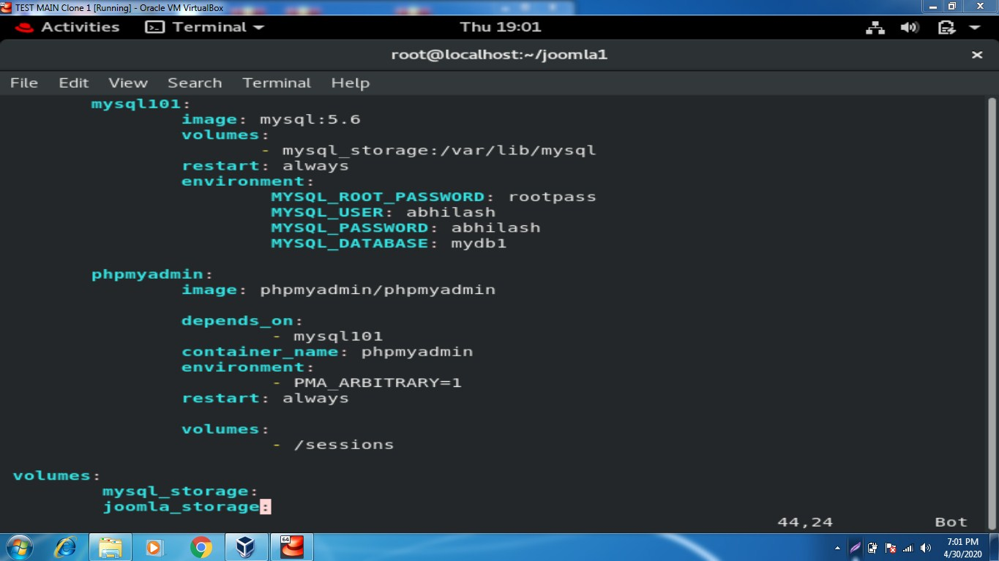 TEST MAIN Clone 1 [Running] - Oracle VM VirtualBox
Activities Terminal Thu 19:01
root@localhost:~/joomla1
File Edit View Search Terminal Help
mysql101:
image: mysql:5.6
volumes:
- mysql_storage:/var/lib/mysql
restart: always
environment:
MYSQL_ROOT_PASSWORD: rootpass
MYSQL_USER: abhilash
MYSQL_PASSWORD: abhilash
MYSQL_DATABASE: mydb1
phpmyadmin:
image: phpmyadmin/phpmyadmin
depends_on:
- mysql101
container_name: phpmyadmin
environment:
- PMA_ARBITRARY=1
restart: always
volumes:
- /sessions
volumes:
mysql_storage:
joomla_storage:
44,24 Bot
64
7:01 PM
4/30/2020